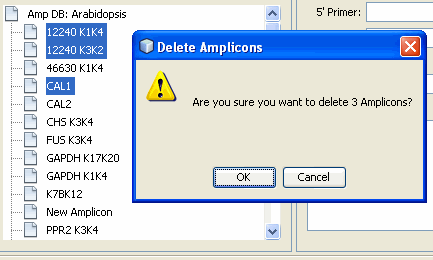 Amp DB: Arabidopsis
12240 K1K4
12240 K3K2
46630 K1K4
CAL1
CAL2
CHS K3K4
FUS K3K4
GAPDH K17K20
GAPDH K1K4
K7BK12
New Amplicon
PPR2 K3K4
5' Primer:
Delete Amplicons
Are you sure you want to delete 3 Amplicons?
OK
Cancel